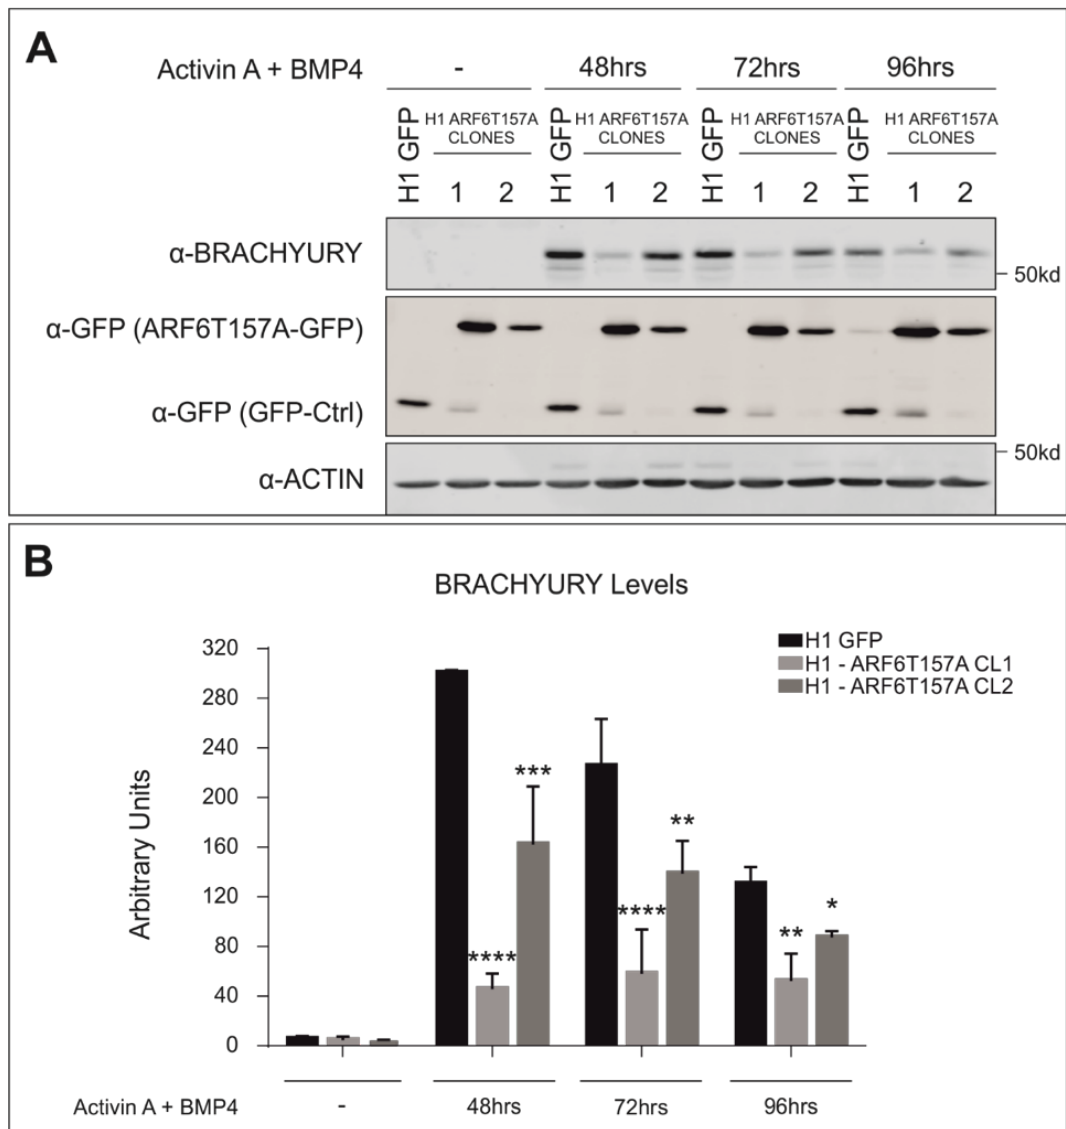 A
Activin A + BMP4 - 48hrs 72hrs 96hrs
H1 GFP H1 ARF6T157A CLONES H1 GFP H1 ARF6T157A CLONES H1 GFP H1 ARF6T157A CLONES H1 GFP H1 ARF6T157A CLONES
1 2 1 2 1 2 1 2
α-BRACHYURY
50kd
α-GFP (ARF6T157A-GFP)
α-GFP (GFP-Ctrl)
50kd
α-ACTIN
B
BRACHYURY Levels
H1 GFP
H1 - ARF6T157A CL1
H1 - ARF6T157A CL2
Arbitrary Units
320
280
240
200
160
120
80
40
0
**** *** **** ** ** *
Activin A + BMP4 - 48hrs 72hrs 96hrs